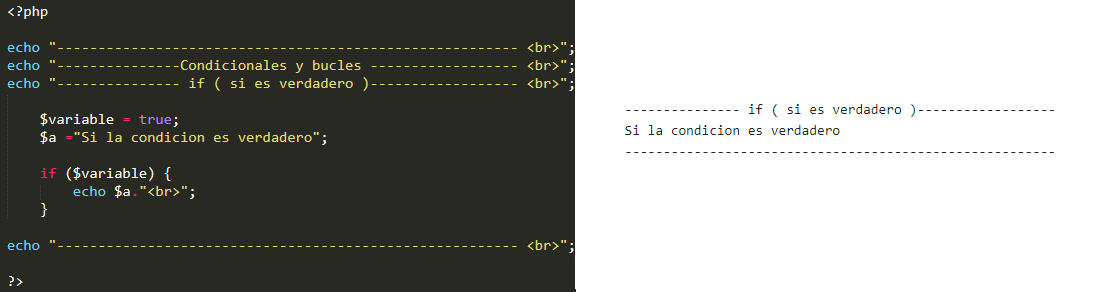 <?php
echo "-------------------------------------------------------- <br>";
echo "---------------Condicionales y bucles ------------------ <br>";
echo "--------------- if ( si es verdadero )------------------ <br>";
$variable = true;
$a ="Si la condicion es verdadero";
if ($variable) {
echo $a."<br>";
}
echo "-------------------------------------------------------- <br>";
?>
--------------- if ( si es verdadero )------------------
Si la condicion es verdadero
--------------------------------------------------------